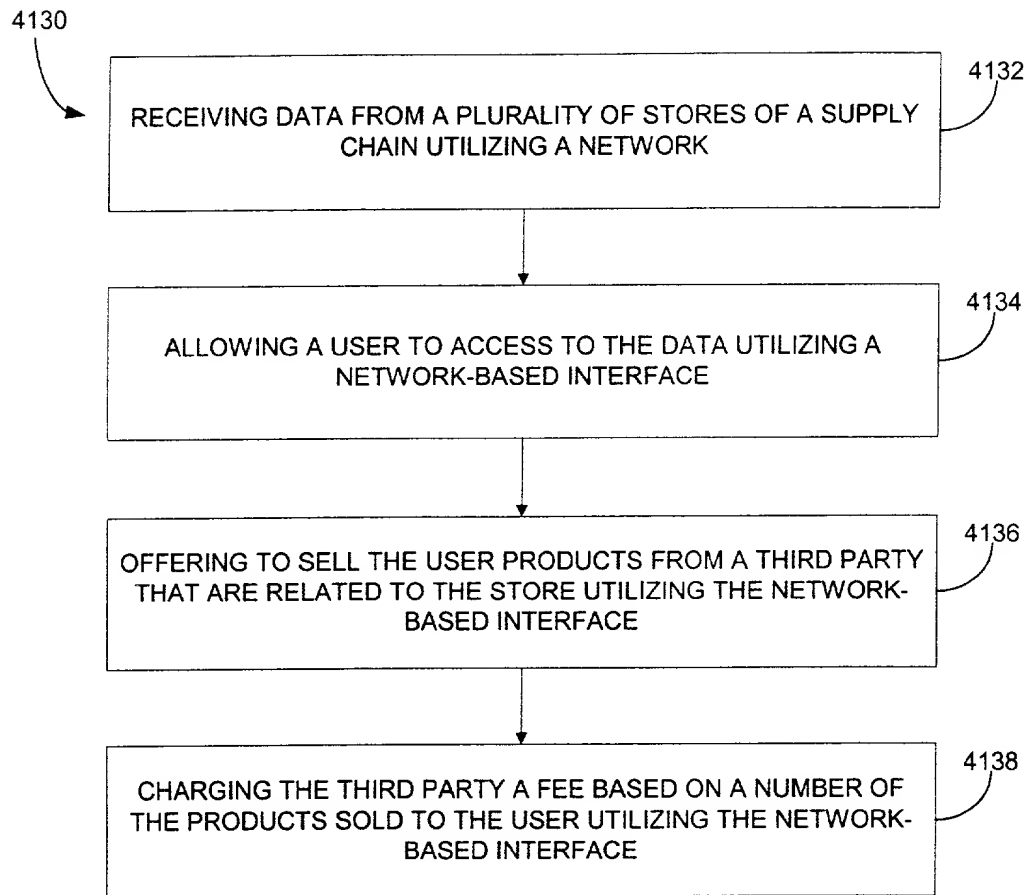 4130
4132
RECEIVING DATA FROM A PLURALITY OF STORES OF A SUPPLY
CHAIN UTILIZING A NETWORK
4134
ALLOWING A USER TO ACCESS TO THE DATA UTILIZING A
NETWORK-BASED INTERFACE
4136
OFFERING TO SELL THE USER PRODUCTS FROM A THIRD PARTY
THAT ARE RELATED TO THE STORE UTILIZING THE NETWORK-
BASED INTERFACE
4138
CHARGING THE THIRD PARTY A FEE BASED ON A NUMBER OF
THE PRODUCTS SOLD TO THE USER UTILIZING THE NETWORK-
BASED INTERFACE